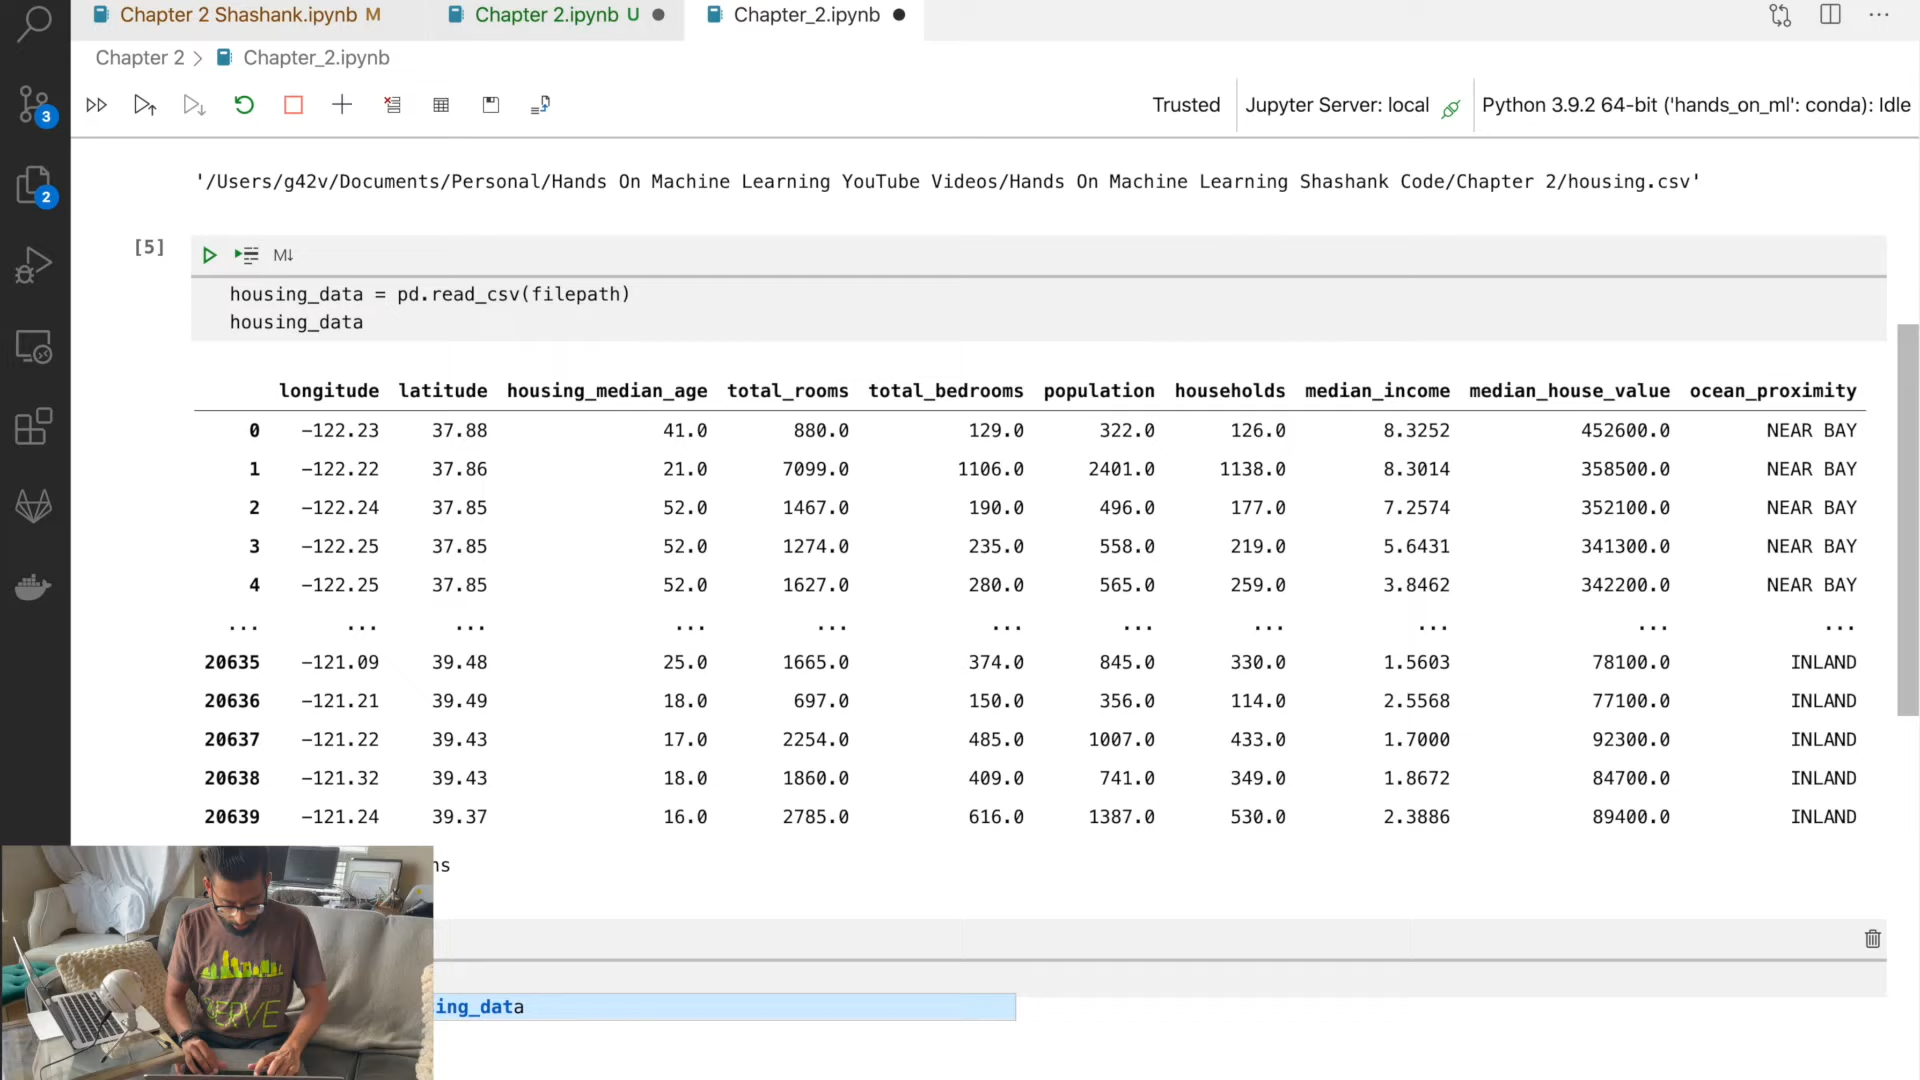 Chapter 2 Shashank.ipynb M
Chapter 2.ipynb U
Chapter_2.ipynb
Chapter 2 > Chapter_2.ipynb
3
Trusted
Jupyter Server: local
Python 3.9.2 64-bit ('hands_on_ml': conda): Idle
2
'/Users/g42v/Documents/Personal/Hands On Machine Learning YouTube Videos/Hands On Machine Learning Shashank Code/Chapter 2/housing.csv'
[5]
M↓
housing_data = pd.read_csv(filepath)
housing_data
longitude latitude housing_median_age total_rooms total_bedrooms population households median_income median_house_value ocean_proximity
0 −122.23 37.88 41.0 880.0 129.0 322.0 126.0 8.3252 452600.0 NEAR BAY
1 −122.22 37.86 21.0 7099.0 1106.0 2401.0 1138.0 8.3014 358500.0 NEAR BAY
2 −122.24 37.85 52.0 1467.0 190.0 496.0 177.0 7.2574 352100.0 NEAR BAY
3 −122.25 37.85 52.0 1274.0 235.0 558.0 219.0 5.6431 341300.0 NEAR BAY
4 −122.25 37.85 52.0 1627.0 280.0 565.0 259.0 3.8462 342200.0 NEAR BAY
... ... ... ... ... ... ... ... ... ... ...
20635 −121.09 39.48 25.0 1665.0 374.0 845.0 330.0 1.5603 78100.0 INLAND
20636 −121.21 39.49 18.0 697.0 150.0 356.0 114.0 2.5568 77100.0 INLAND
20637 −121.22 39.43 17.0 2254.0 485.0 1007.0 433.0 1.7000 92300.0 INLAND
20638 −121.32 39.43 18.0 1860.0 409.0 741.0 349.0 1.8672 84700.0 INLAND
20639 −121.24 39.37 16.0 2785.0 616.0 1387.0 530.0 2.3886 89400.0 INLAND
ns
ing_data